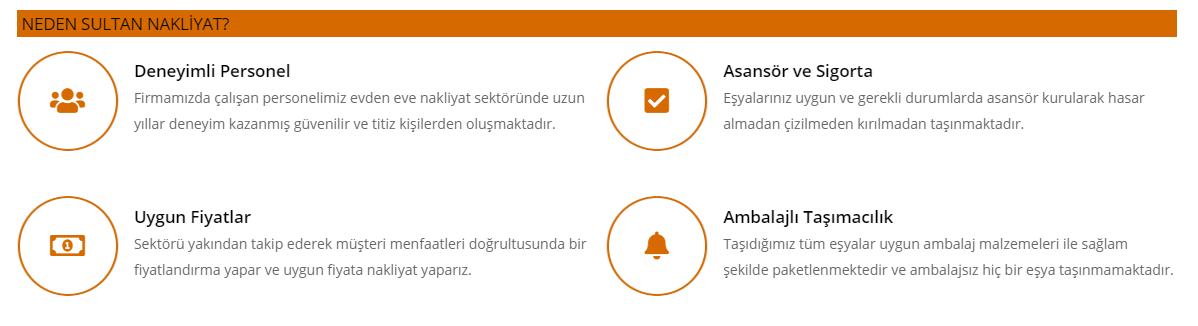 NEDEN SULTAN NAKLİYAT?
Deneyimli Personel
Firmamızda çalışan personelimiz evden eve nakliyat sektöründe uzun
yıllar deneyim kazanmış güvenilir ve titiz kişilerden oluşmaktadır.
Asansör ve Sigorta
Eşyalarınız uygun ve gerekli durumlarda asansör kurularak hasar
almadan çizilmeden kırılmadan taşınmaktadır.
Uygun Fiyatlar
Sektörü yakından takip ederek müşteri menfaatleri doğrultusunda bir
fiyatlandırma yapar ve uygun fiyata nakliyat yaparız.
Ambalajlı Taşımacılık
Taşıdığımız tüm eşyalar uygun ambalaj malzemeleri ile sağlam
şekilde paketlenmektedir ve ambalajsız hiç bir eşya taşınmamaktadır.